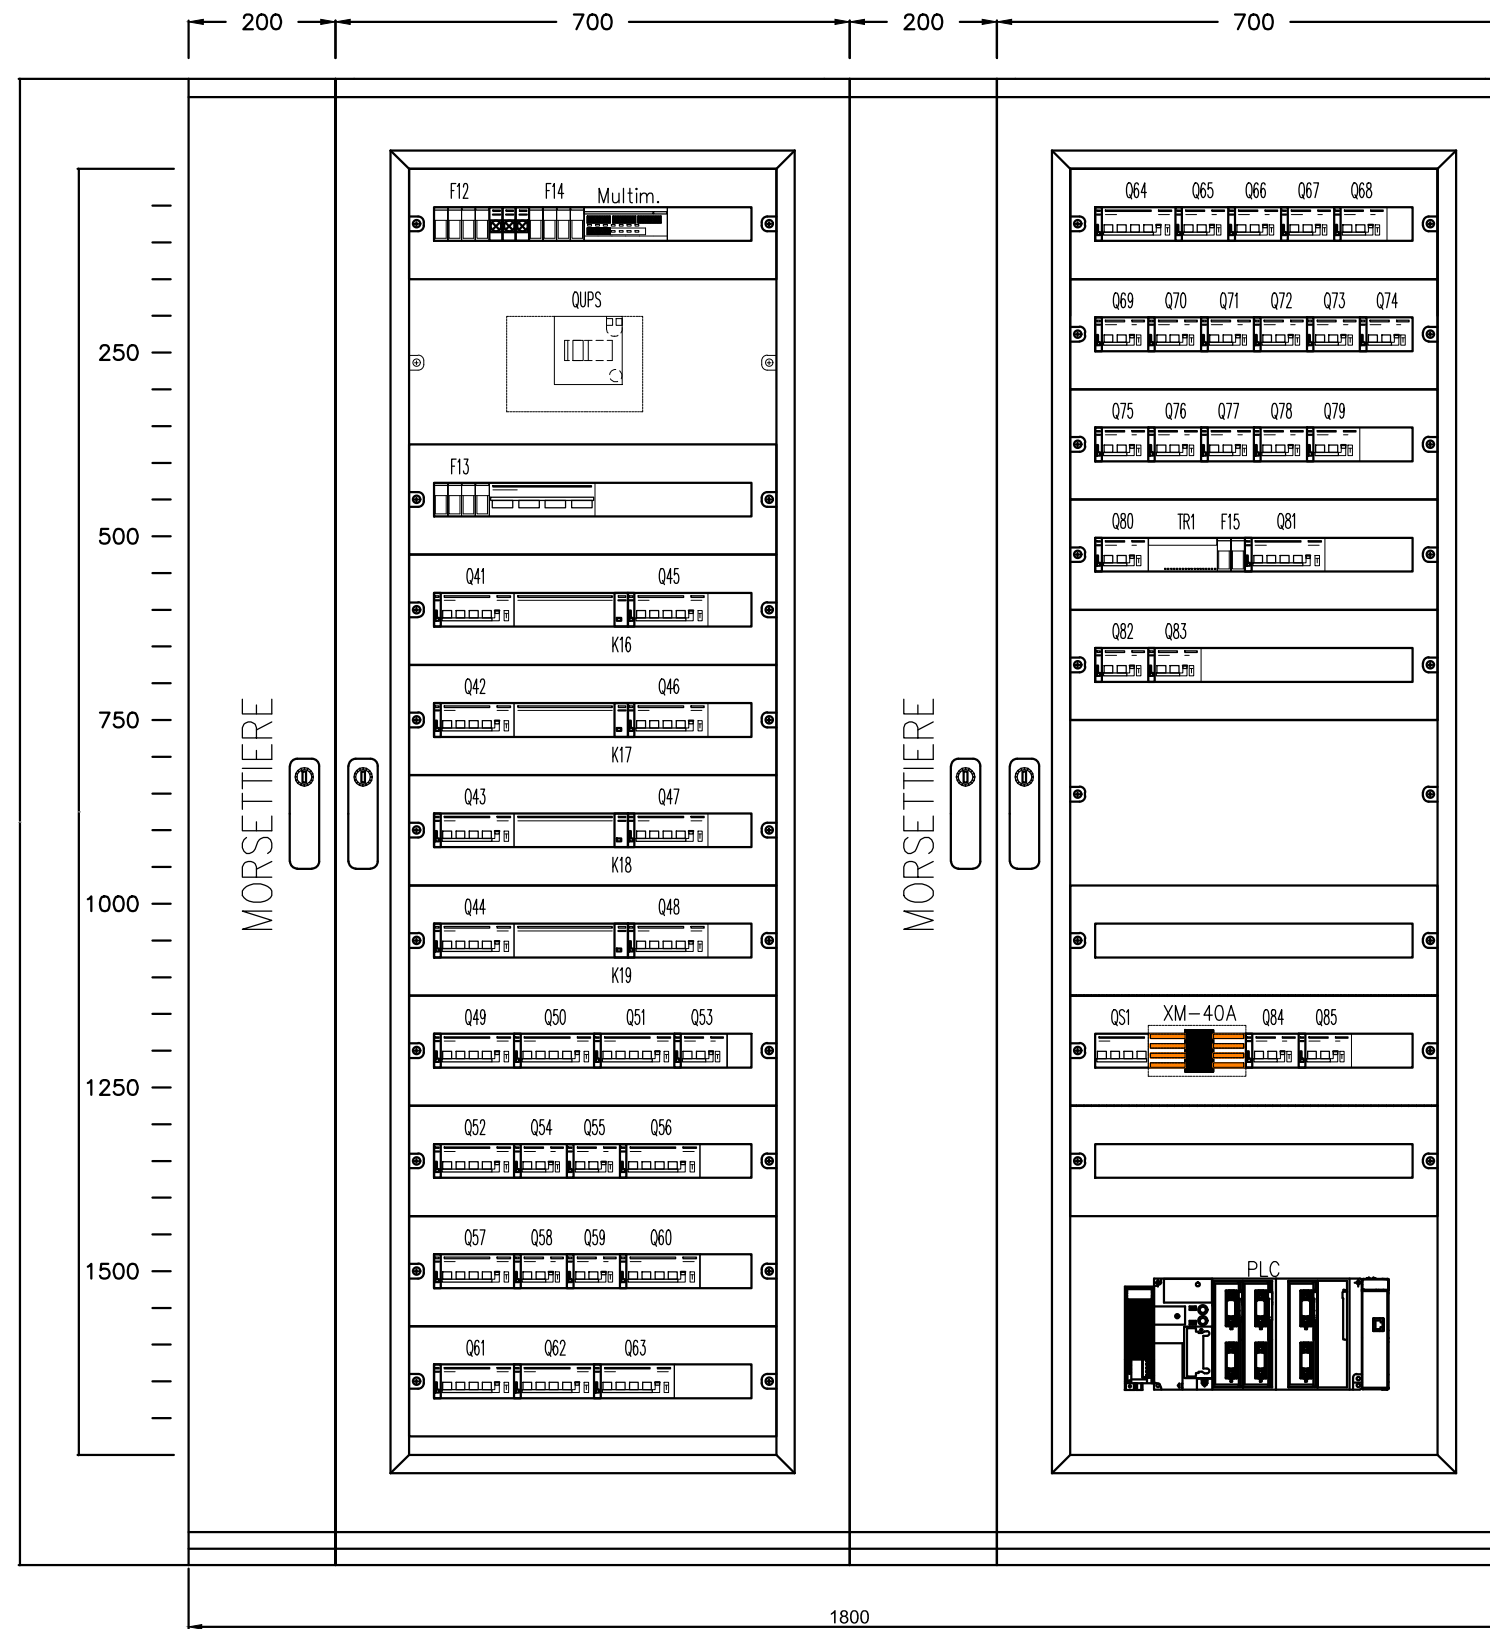 200 700 200 700
F12 F14 Multim.
Q64 Q65 Q66 Q67 Q68
QUPS
Q69 Q70 Q71 Q72 Q73 Q74
250
Q75 Q76 Q77 Q78 Q79
F13
500
Q80 TR1 F15 Q81
Q41 Q45
K16
Q82 Q83
Q42 Q46
750
K17
MORSETTIERE
MORSETTIERE
Q43 Q47
K18
1000
Q44 Q48
K19
Q49 Q50 Q51 Q53
QS1 XM-40A Q84 Q85
1250
Q52 Q54 Q55 Q56
Q57 Q58 Q59 Q60
1500
PLC
Q61 Q62 Q63
1800